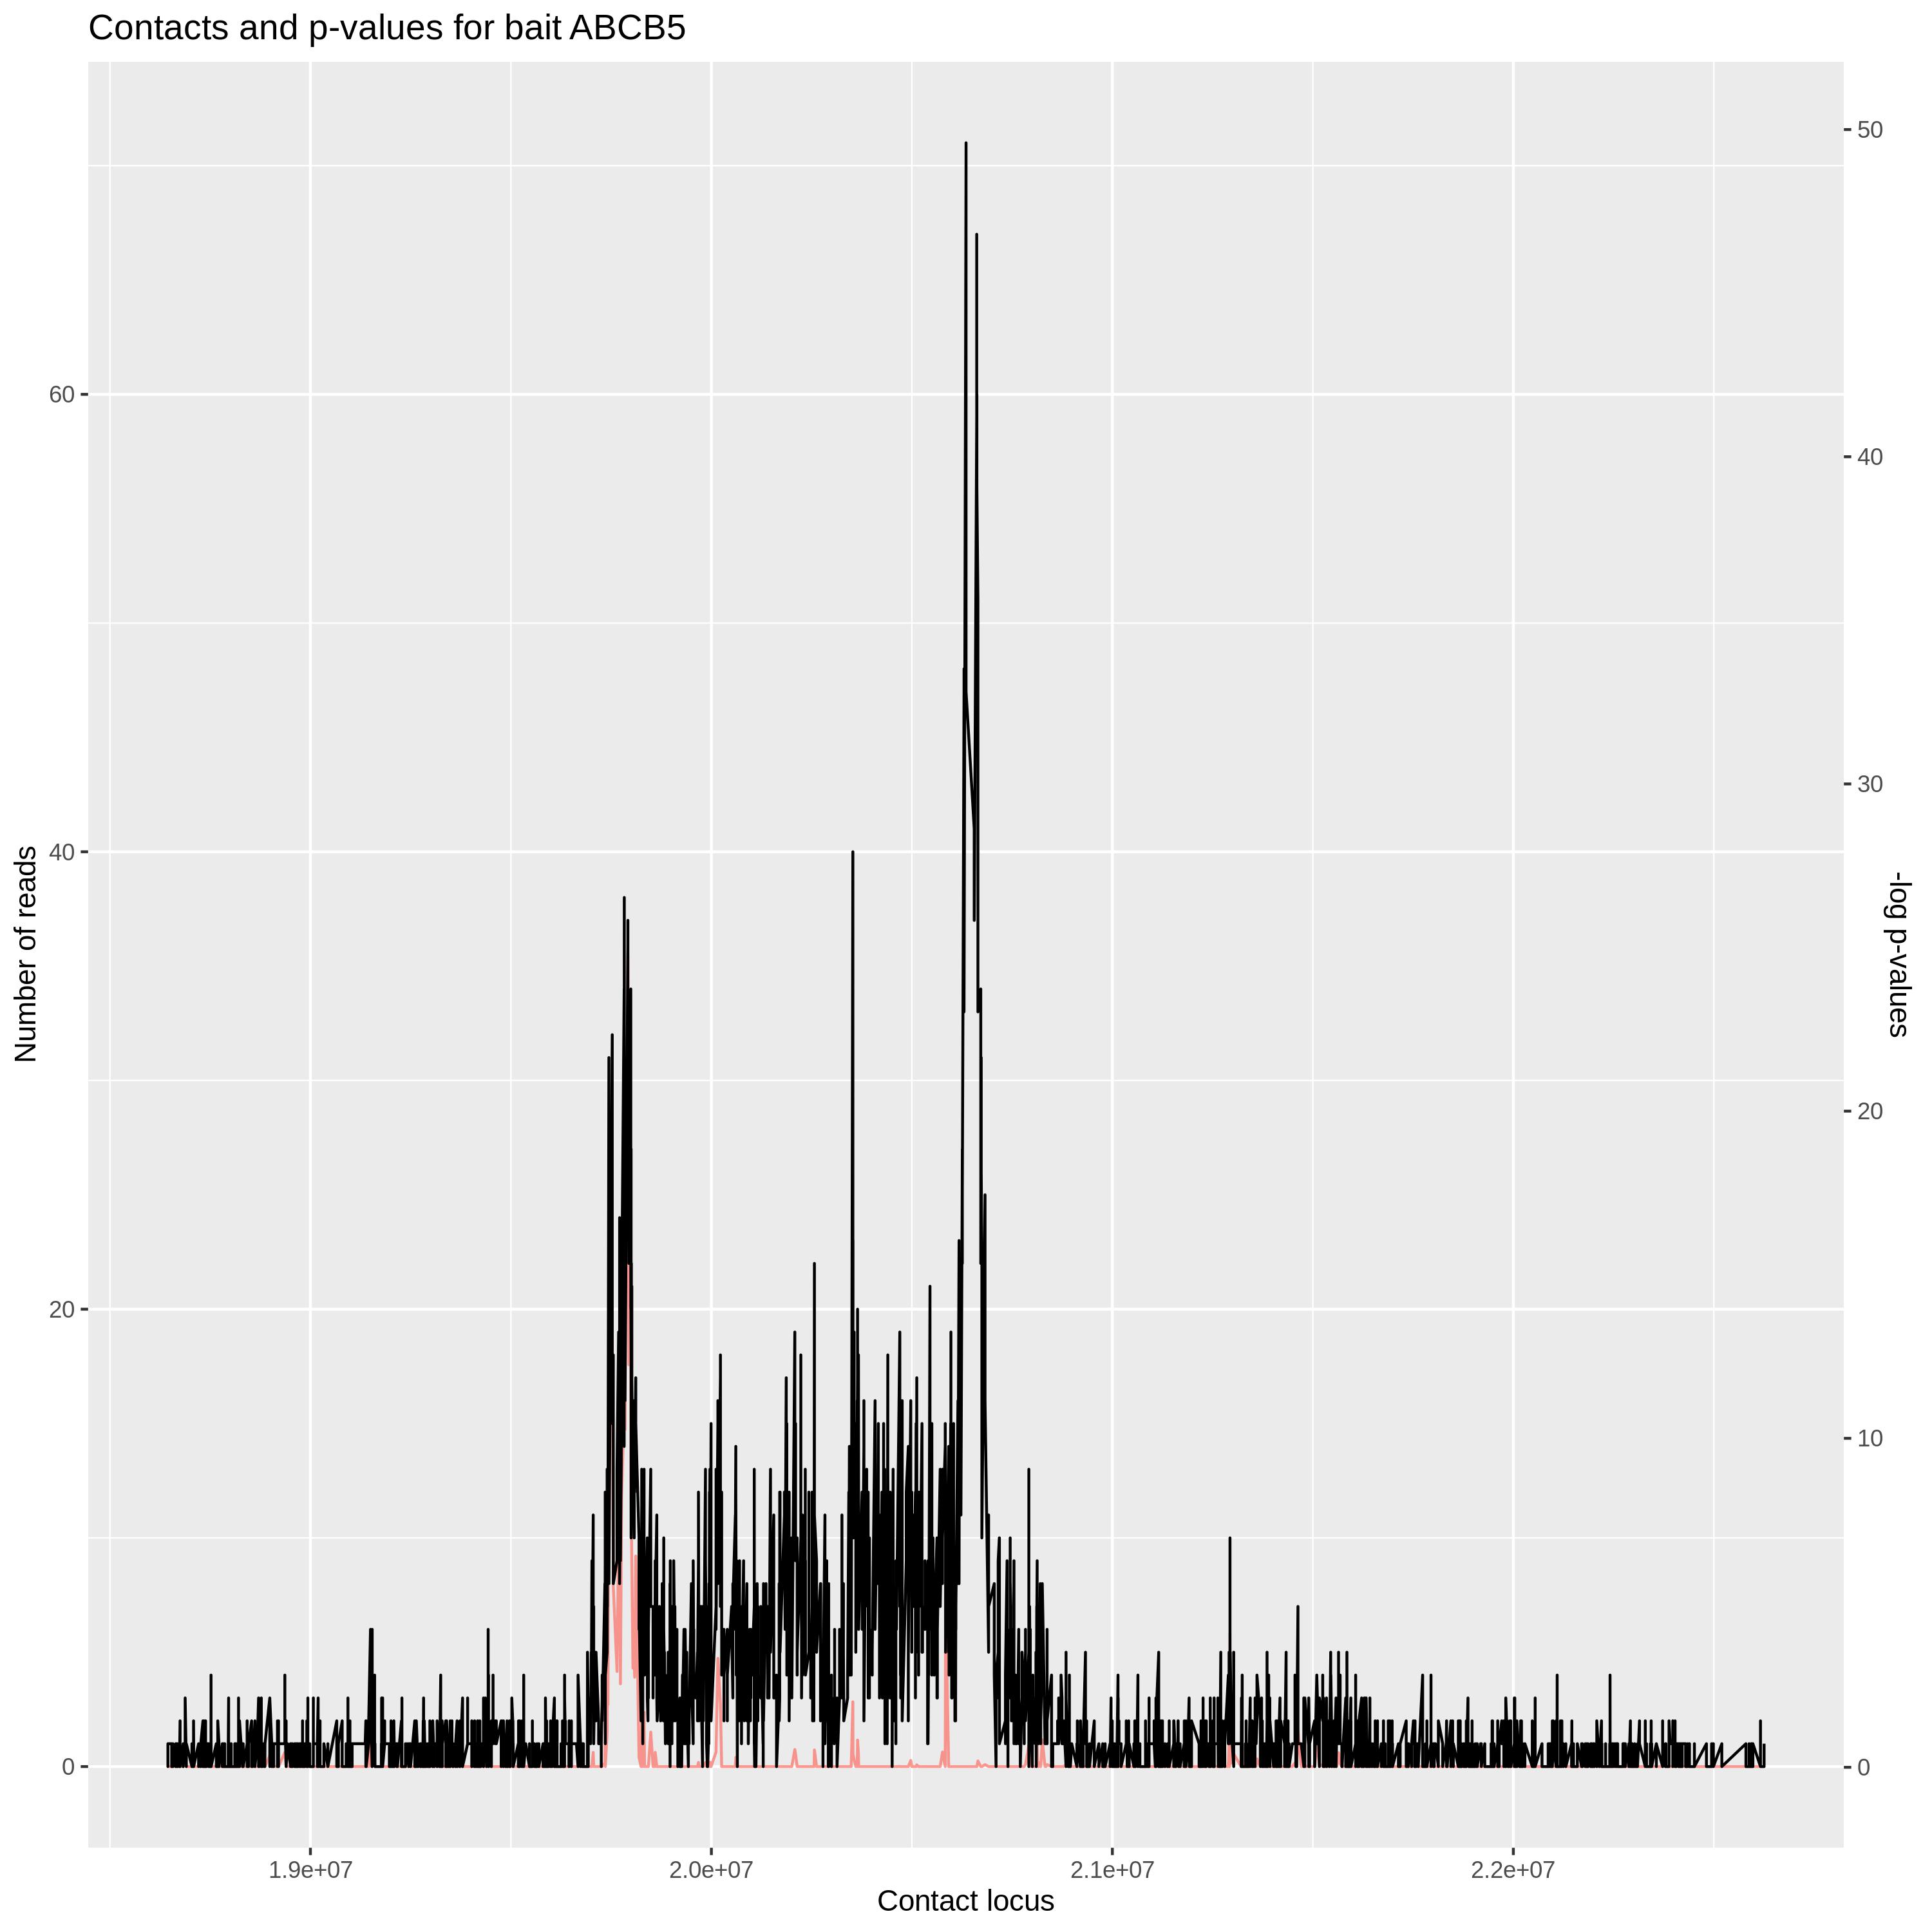 Contacts and p-values for bait ABCB5
50
60
40
30
40
20
20
10
0
0
Number of reads
-log p-values
1.9e+07 2.0e+07 2.1e+07 2.2e+07
Contact locus